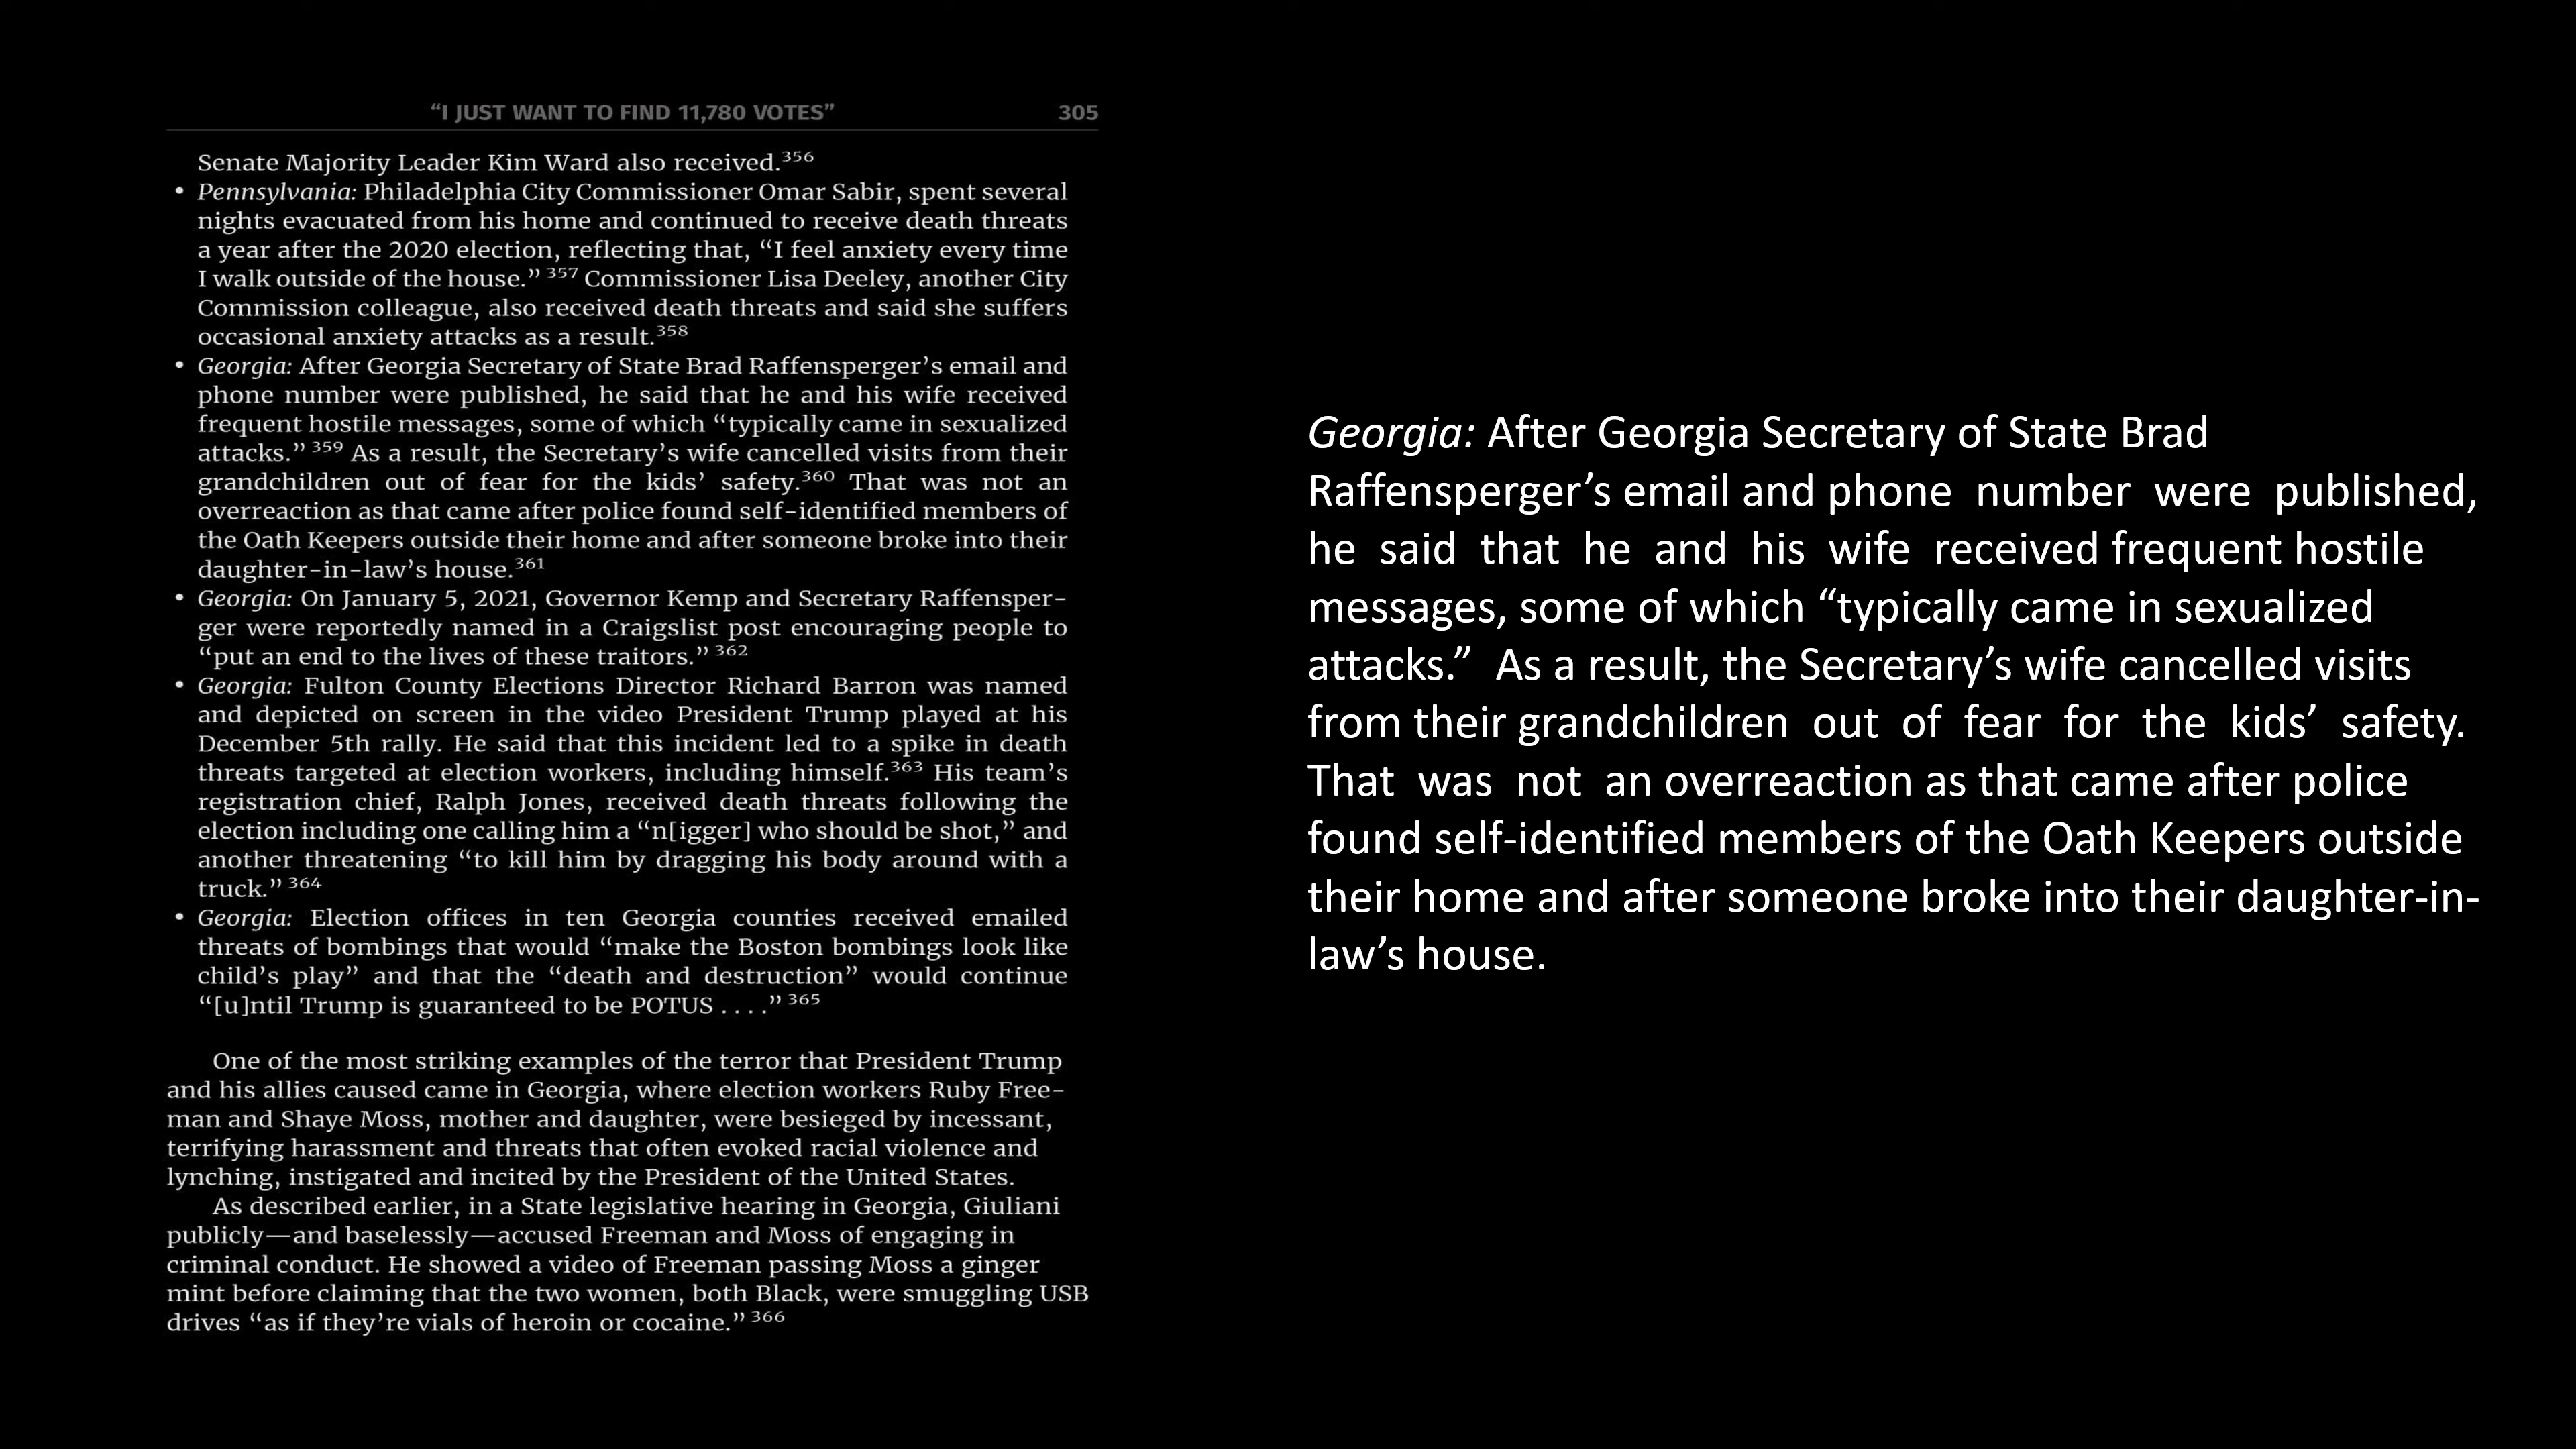 “I JUST WANT TO FIND 11,780 VOTES” 305
Senate Majority Leader Kim Ward also received.356
• Pennsylvania: Philadelphia City Commissioner Omar Sabir, spent several
nights evacuated from his home and continued to receive death threats
a year after the 2020 election, reflecting that, “I feel anxiety every time
I walk outside of the house.” 357 Commissioner Lisa Deeley, another City
Commission colleague, also received death threats and said she suffers
occasional anxiety attacks as a result.358
• Georgia: After Georgia Secretary of State Brad Raffensperger’s email and
phone number were published, he said that he and his wife received
frequent hostile messages, some of which “typically came in sexualized
attacks.” 359 As a result, the Secretary’s wife cancelled visits from their
grandchildren out of fear for the kids’ safety.360 That was not an
overreaction as that came after police found self-identified members of
the Oath Keepers outside their home and after someone broke into their
daughter-in-law’s house.361
• Georgia: On January 5, 2021, Governor Kemp and Secretary Raffensper-
ger were reportedly named in a Craigslist post encouraging people to
“put an end to the lives of these traitors.” 362
• Georgia: Fulton County Elections Director Richard Barron was named
and depicted on screen in the video President Trump played at his
December 5th rally. He said that this incident led to a spike in death
threats targeted at election workers, including himself.363 His team’s
registration chief, Ralph Jones, received death threats following the
election including one calling him a “n[igger] who should be shot,” and
another threatening “to kill him by dragging his body around with a
truck.” 364
• Georgia: Election offices in ten Georgia counties received emailed
threats of bombings that would “make the Boston bombings look like
child’s play” and that the “death and destruction” would continue
“[u]ntil Trump is guaranteed to be POTUS . . . .” 365
One of the most striking examples of the terror that President Trump
and his allies caused came in Georgia, where election workers Ruby Free-
man and Shaye Moss, mother and daughter, were besieged by incessant,
terrifying harassment and threats that often evoked racial violence and
lynching, instigated and incited by the President of the United States.
As described earlier, in a State legislative hearing in Georgia, Giuliani
publicly—and baselessly—accused Freeman and Moss of engaging in
criminal conduct. He showed a video of Freeman passing Moss a ginger
mint before claiming that the two women, both Black, were smuggling USB
drives “as if they’re vials of heroin or cocaine.” 366
Georgia: After Georgia Secretary of State Brad
Raffensperger’s email and phone number were published,
he said that he and his wife received frequent hostile
messages, some of which “typically came in sexualized
attacks.” As a result, the Secretary’s wife cancelled visits
from their grandchildren out of fear for the kids’ safety.
That was not an overreaction as that came after police
found self-identified members of the Oath Keepers outside
their home and after someone broke into their daughter-in-
law’s house.